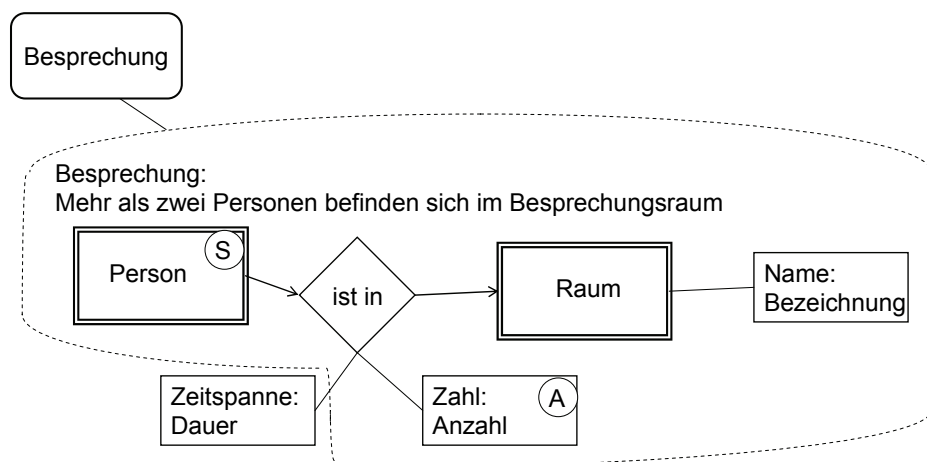 Besprechung
Besprechung:
Mehr als zwei Personen befinden sich im Besprechungsraum
Person
S
ist in
Raum
Name:
Bezeichnung
Zeitspanne:
Dauer
Zahl:
Anzahl
A